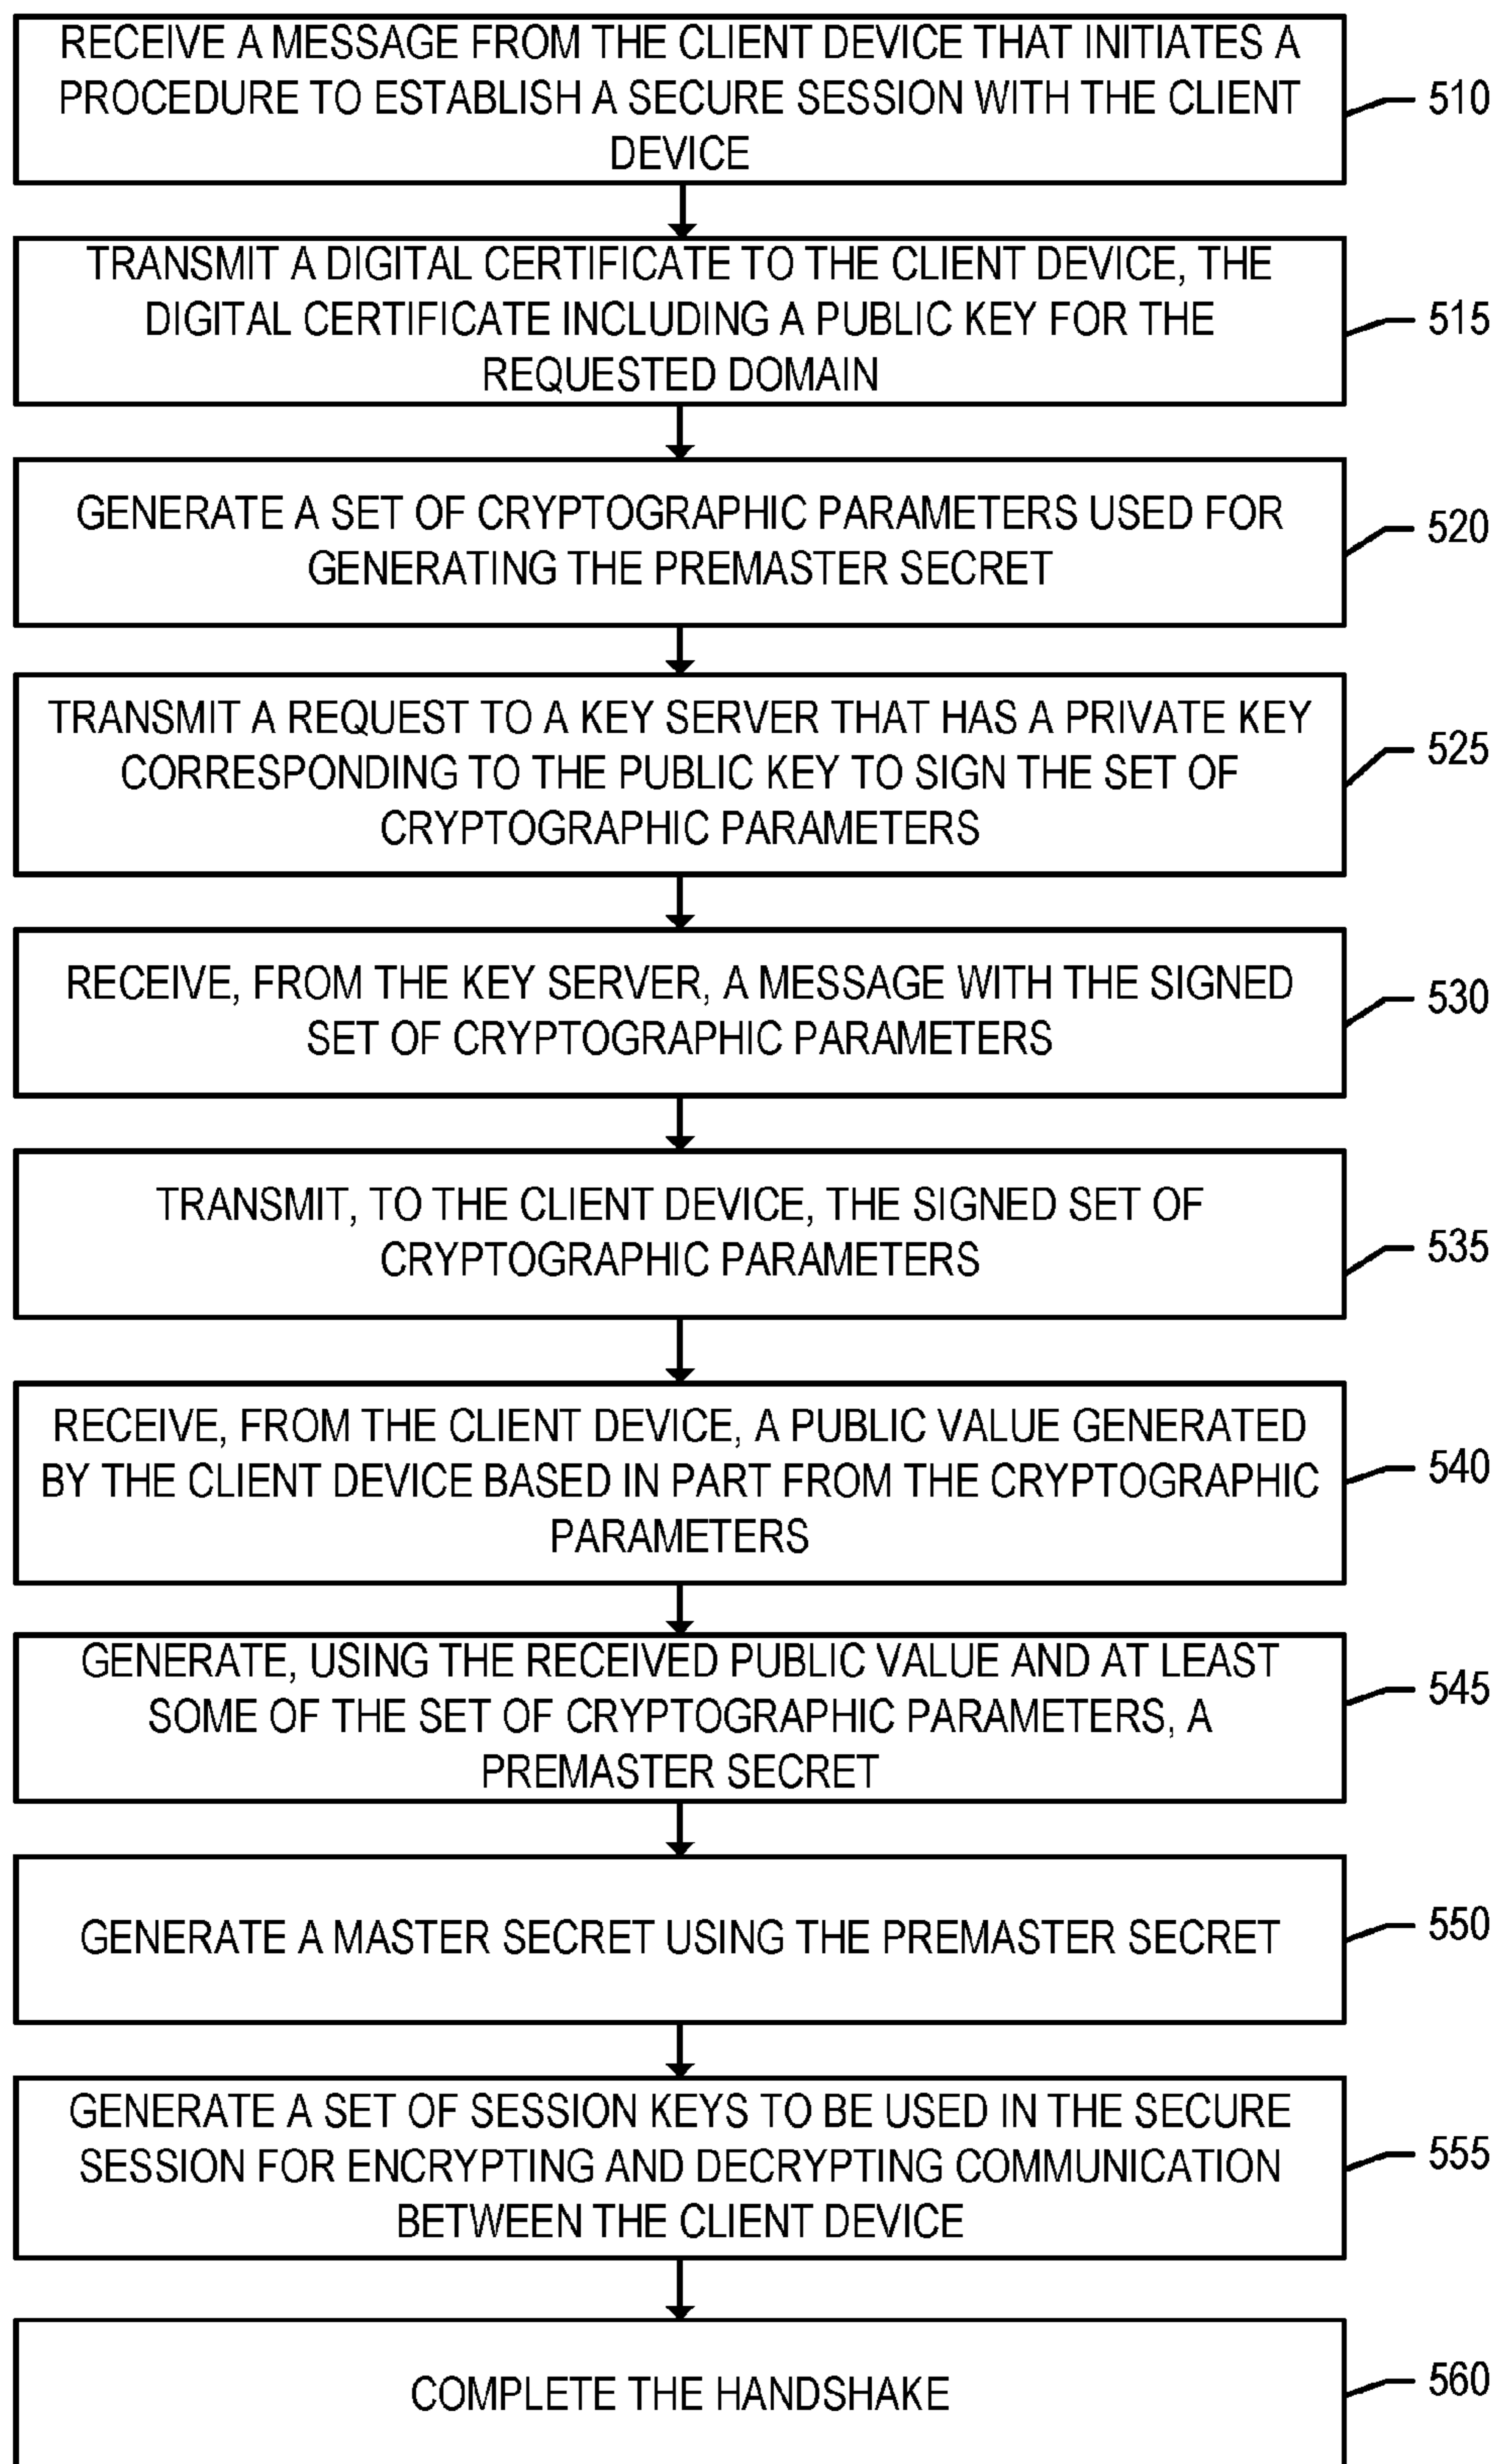 RECEIVE A MESSAGE FROM THE CLIENT DEVICE THAT INITIATES A
PROCEDURE TO ESTABLISH A SECURE SESSION WITH THE CLIENT
DEVICE
510
TRANSMIT A DIGITAL CERTIFICATE TO THE CLIENT DEVICE, THE
DIGITAL CERTIFICATE INCLUDING A PUBLIC KEY FOR THE
REQUESTED DOMAIN
515
GENERATE A SET OF CRYPTOGRAPHIC PARAMETERS USED FOR
GENERATING THE PREMASTER SECRET
520
TRANSMIT A REQUEST TO A KEY SERVER THAT HAS A PRIVATE KEY
CORRESPONDING TO THE PUBLIC KEY TO SIGN THE SET OF
CRYPTOGRAPHIC PARAMETERS
525
RECEIVE, FROM THE KEY SERVER, A MESSAGE WITH THE SIGNED
SET OF CRYPTOGRAPHIC PARAMETERS
530
TRANSMIT, TO THE CLIENT DEVICE, THE SIGNED SET OF
CRYPTOGRAPHIC PARAMETERS
535
RECEIVE, FROM THE CLIENT DEVICE, A PUBLIC VALUE GENERATED
BY THE CLIENT DEVICE BASED IN PART FROM THE CRYPTOGRAPHIC
PARAMETERS
540
GENERATE, USING THE RECEIVED PUBLIC VALUE AND AT LEAST
SOME OF THE SET OF CRYPTOGRAPHIC PARAMETERS, A
PREMASTER SECRET
545
GENERATE A MASTER SECRET USING THE PREMASTER SECRET
550
GENERATE A SET OF SESSION KEYS TO BE USED IN THE SECURE
SESSION FOR ENCRYPTING AND DECRYPTING COMMUNICATION
BETWEEN THE CLIENT DEVICE
555
COMPLETE THE HANDSHAKE
560